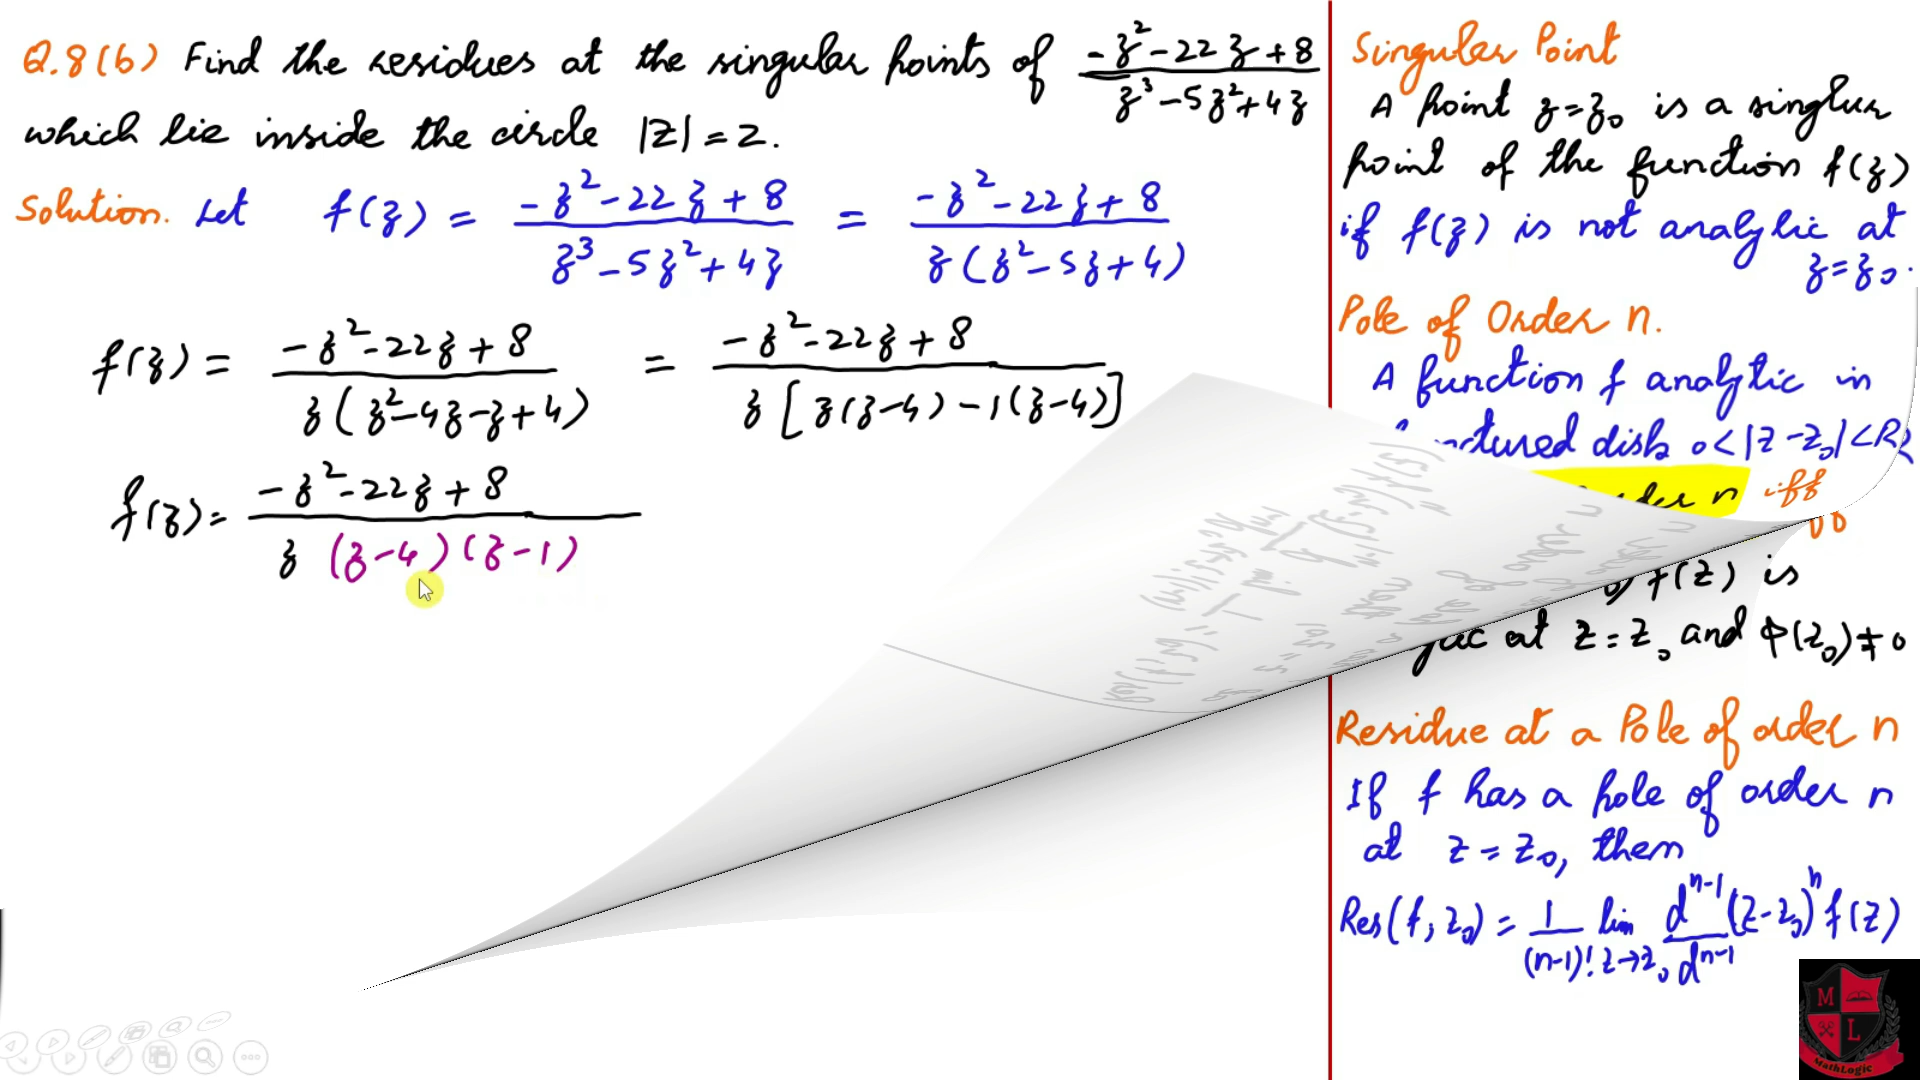 Q.8(b) Find the residues at the singular points of (-z²-22z+8)/(z³-5z²+4z)
which lie inside the circle |Z|=2.
Solution. Let f(z) = (-z²-22z+8)/(z³-5z²+4z) = (-z²-22z+8)/(z(z²-5z+4))
f(z) = (-z²-22z+8)/(z(z²-4z-z+4)) = (-z²-22z+8)/(z[z(z-4)-1(z-4)])
f(z) = (-z²-22z+8)/(z(z-4)(z-1))
Singular Point
A point z=z₀ is a singlur
point of the function f(z)
if f(z) is not analytic at
z=z₀.
Pole of Order n.
A function f analytic in
disk 0<|z-z₀|<R,
n iff
f(z) is
at z=z₀ and φ(z₀)≠0
Residue at a Pole of order n
If f has a pole of order n
at z=z₀, then
Res(f, z₀) = 1/(n-1)! lim z→z₀ dⁿ⁻¹/dⁿ⁻¹ (z-z₀)ⁿ f(z)
M
L
MathLogic